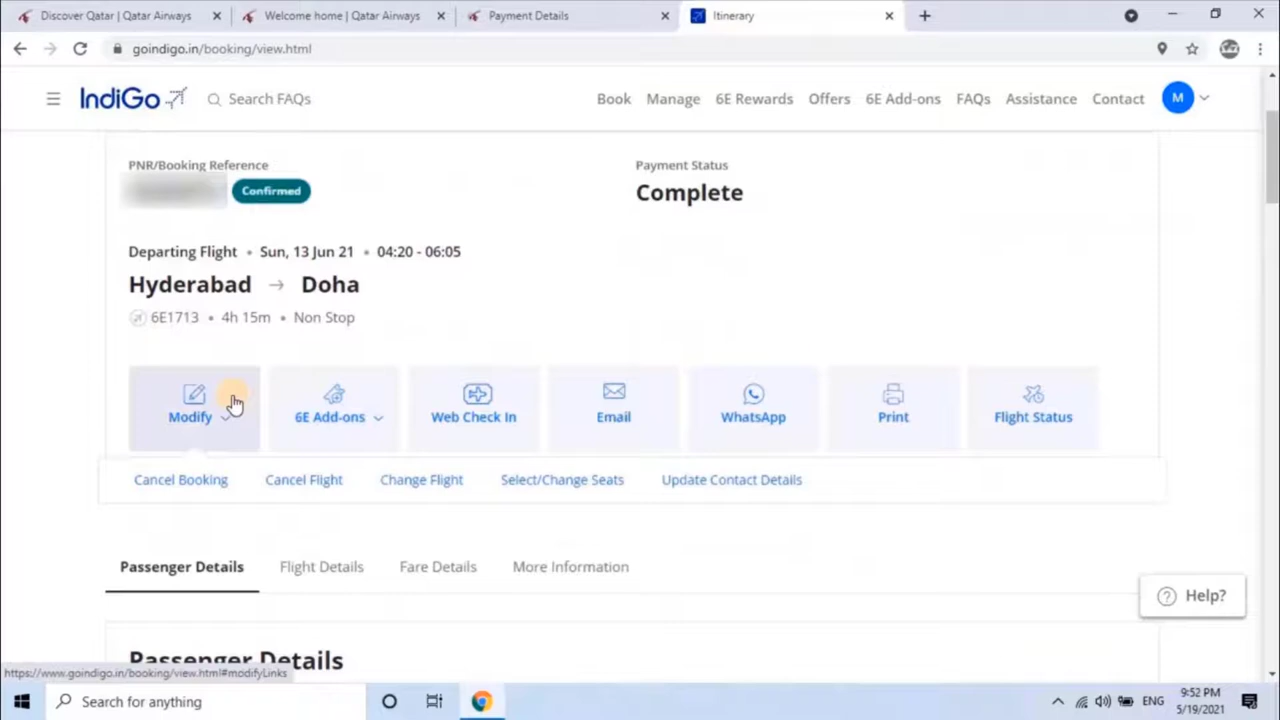 Discover Qatar | Qatar Airways
Welcome home | Qatar Airways
Payment Details
Itinerary
goindigo.in/booking/view.html
IndiGo
Search FAQs
Book Manage 6E Rewards Offers 6E Add-ons FAQs Assistance Contact M
PNR/Booking Reference
Payment Status
Confirmed
Complete
Departing Flight • Sun, 13 Jun 21 • 04:20 - 06:05
Hyderabad → Doha
6E1713 • 4h 15m • Non Stop
Modify 6E Add-ons Web Check In Email WhatsApp Print Flight Status
Cancel Booking Cancel Flight Change Flight Select/Change Seats Update Contact Details
Passenger Details Flight Details Fare Details More Information
Help?
Passenger Details
https://www.goindigo.in/booking/view.html#modifyLinks
Search for anything
ENG
9:52 PM
5/19/2021